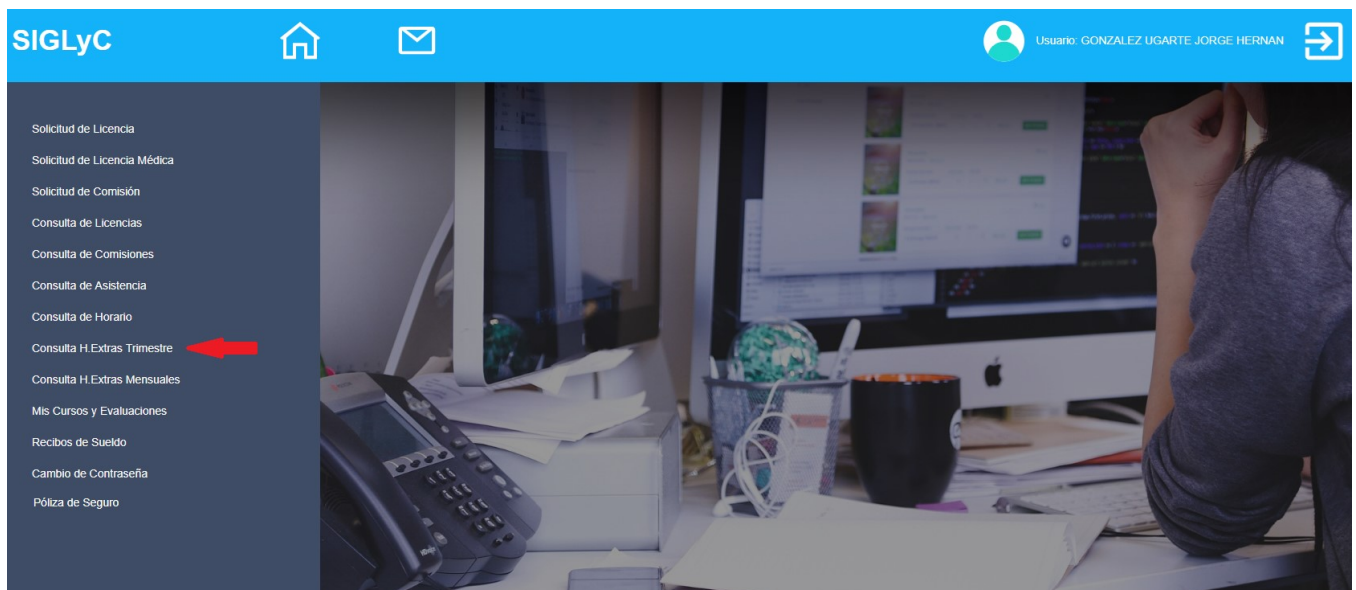 SIGLyC
Usuario: GONZALEZ UGARTE JORGE HERNAN
Solicitud de Licencia
Solicitud de Licencia Médica
Solicitud de Comisión
Consulta de Licencias
Consulta de Comisiones
Consulta de Asistencia
Consulta de Horario
Consulta H.Extras Trimestre
Consulta H.Extras Mensuales
Mis Cursos y Evaluaciones
Recibos de Sueldo
Cambio de Contraseña
Póliza de Seguro